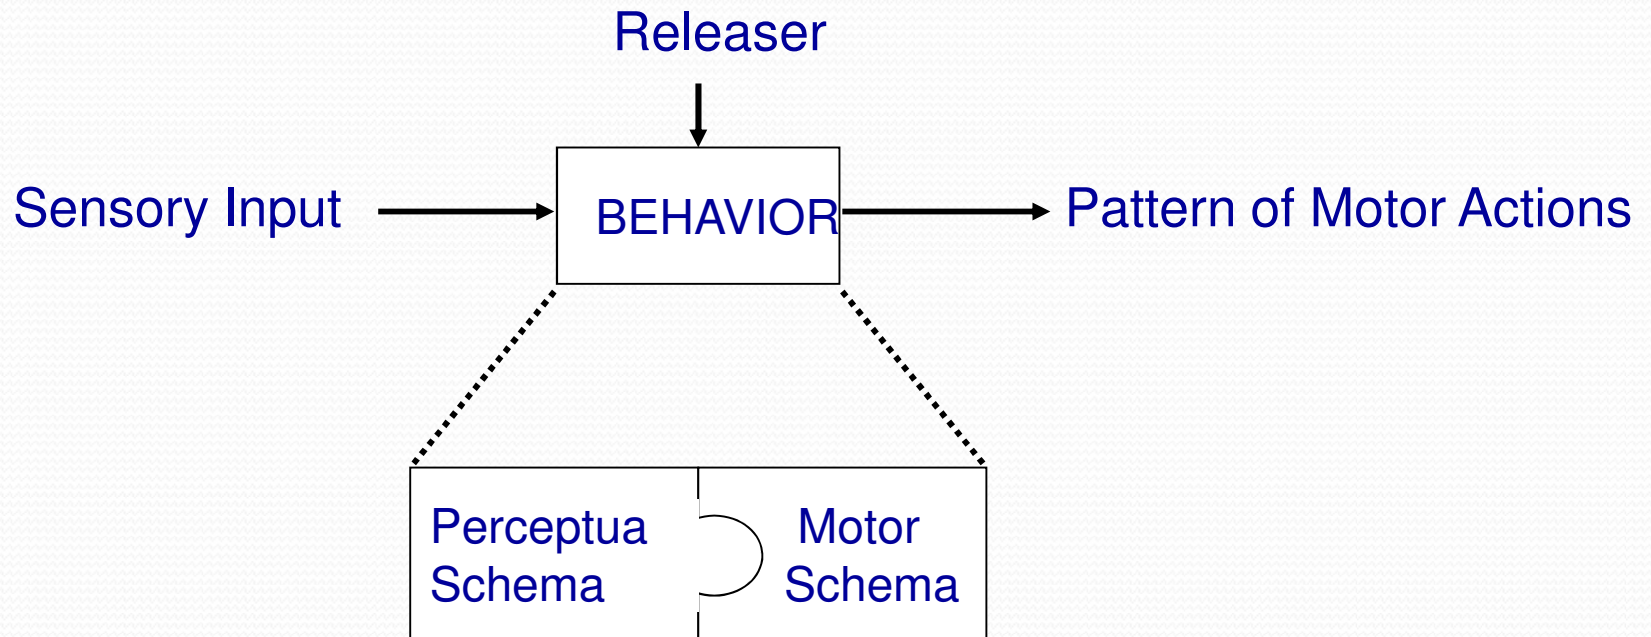 Releaser
Sensory Input
BEHAVIOR
Pattern of Motor Actions
Perceptua
Schema
Motor
Schema